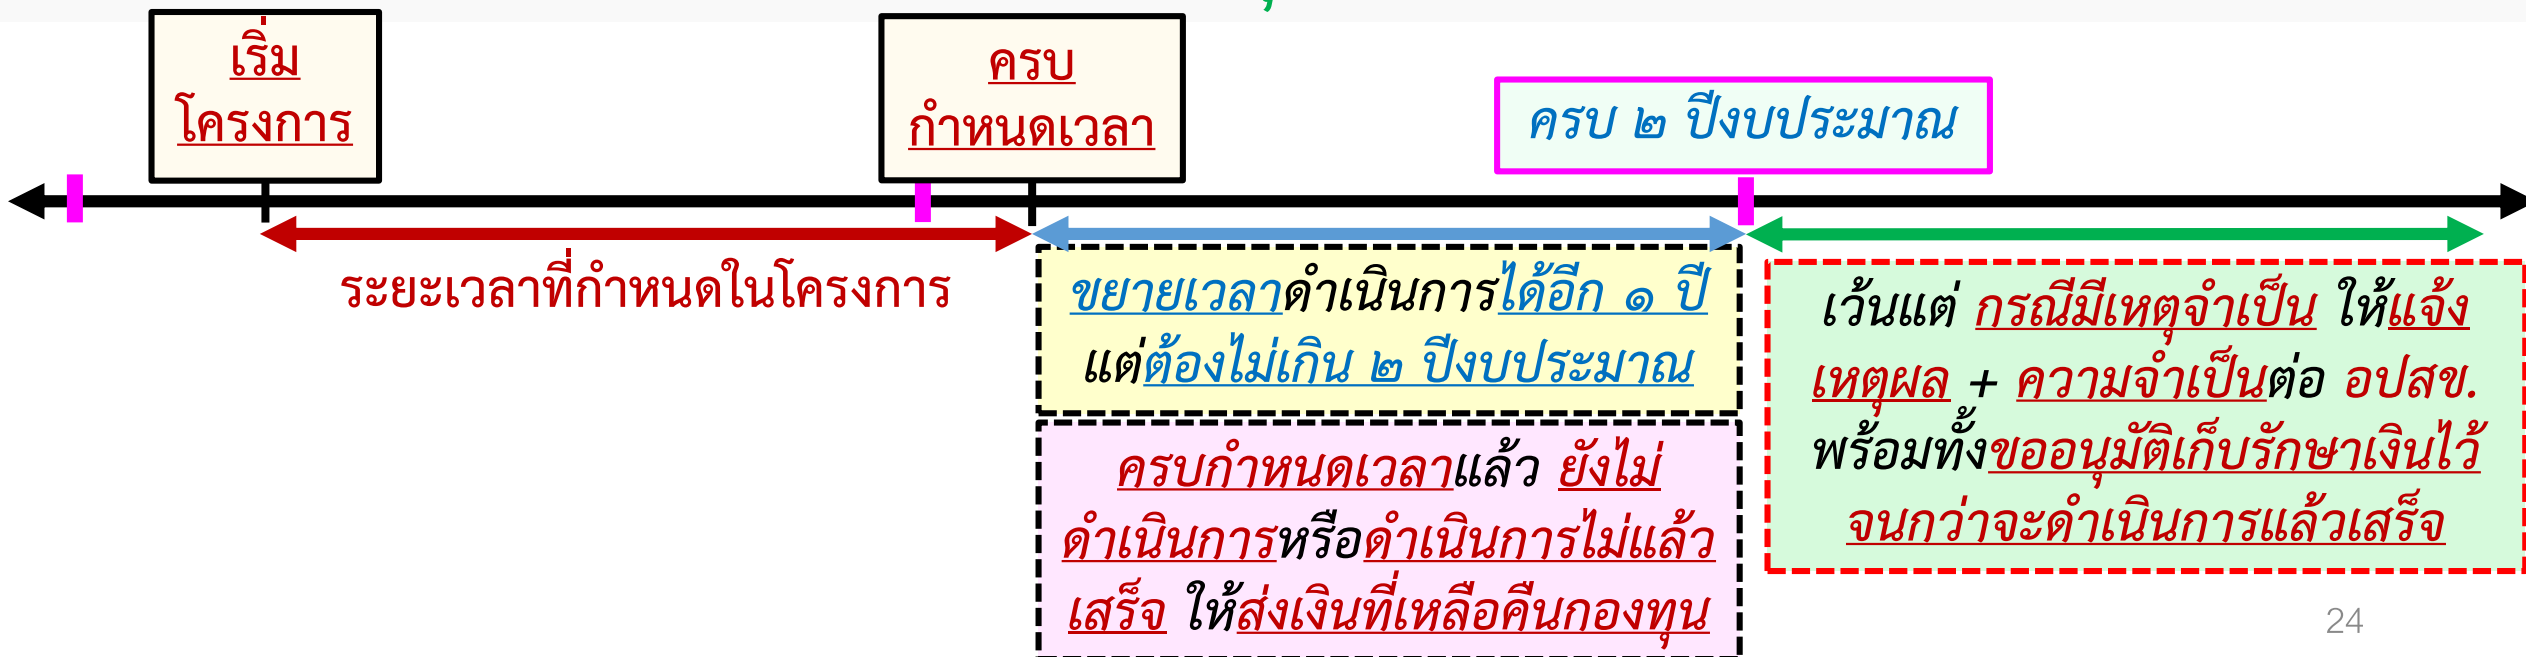 เริ่ม
โครงการ
ครบ
กำหนดเวลา
ครบ ๒ ปีงบประมาณ
ระยะเวลาที่กำหนดในโครงการ
ขยายเวลาดำเนินการได้อีก ๑ ปี
แต่ต้องไม่เกิน ๒ ปีงบประมาณ
ครบกำหนดเวลาแล้ว ยังไม่
ดำเนินการหรือดำเนินการไม่แล้ว
เสร็จ ให้ส่งเงินที่เหลือคืนกองทุน
เว้นแต่ กรณีมีเหตุจำเป็น ให้แจ้ง
เหตุผล + ความจำเป็นต่อ อปสข.
พร้อมทั้งขออนุมัติเก็บรักษาเงินไว้
จนกว่าจะดำเนินการแล้วเสร็จ
24